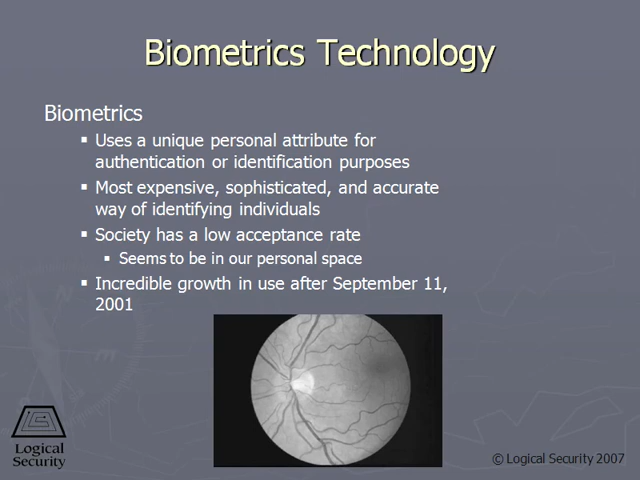 Biometrics Technology
Biometrics
Uses a unique personal attribute for
authentication or identification purposes
Most expensive, sophisticated, and accurate
way of identifying individuals
Society has a low acceptance rate
Seems to be in our personal space
Incredible growth in use after September 11,
2001
Logical
Security
© Logical Security 2007